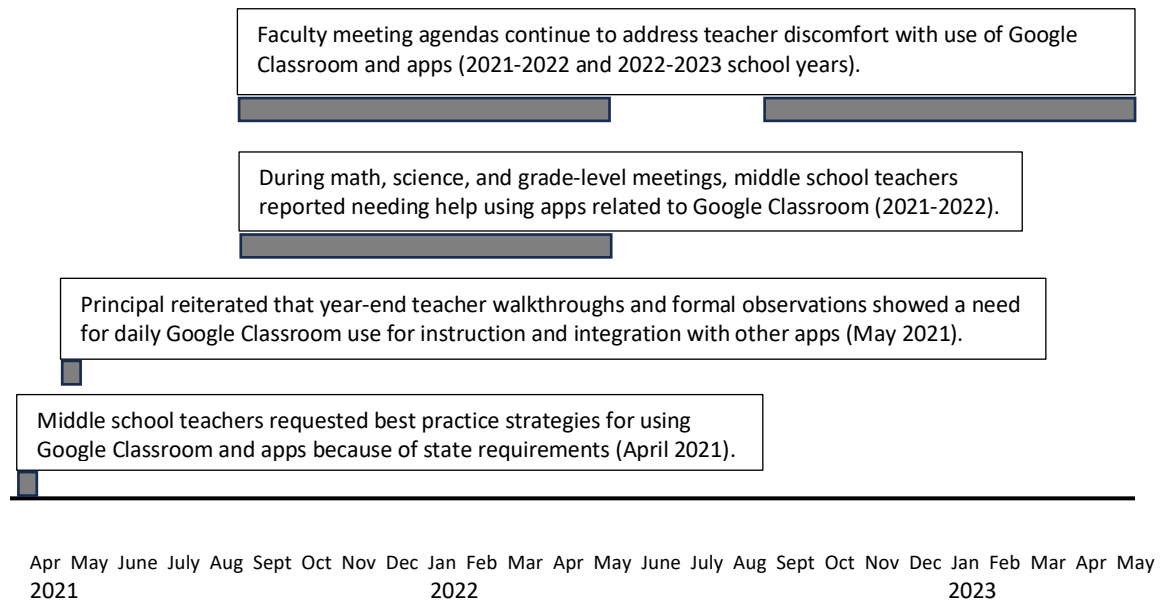 Faculty meeting agendas continue to address teacher discomfort with use of Google
Classroom and apps (2021-2022 and 2022-2023 school years).
During math, science, and grade-level meetings, middle school teachers
reported needing help using apps related to Google Classroom (2021-2022).
Principal reiterated that year-end teacher walkthroughs and formal observations showed a need
for daily Google Classroom use for instruction and integration with other apps (May 2021).
Middle school teachers requested best practice strategies for using
Google Classroom and apps because of state requirements (April 2021).
Apr May June July Aug Sept Oct Nov Dec Jan Feb Mar Apr May June July Aug Sept Oct Nov Dec Jan Feb Mar Apr May
2021 2022 2023